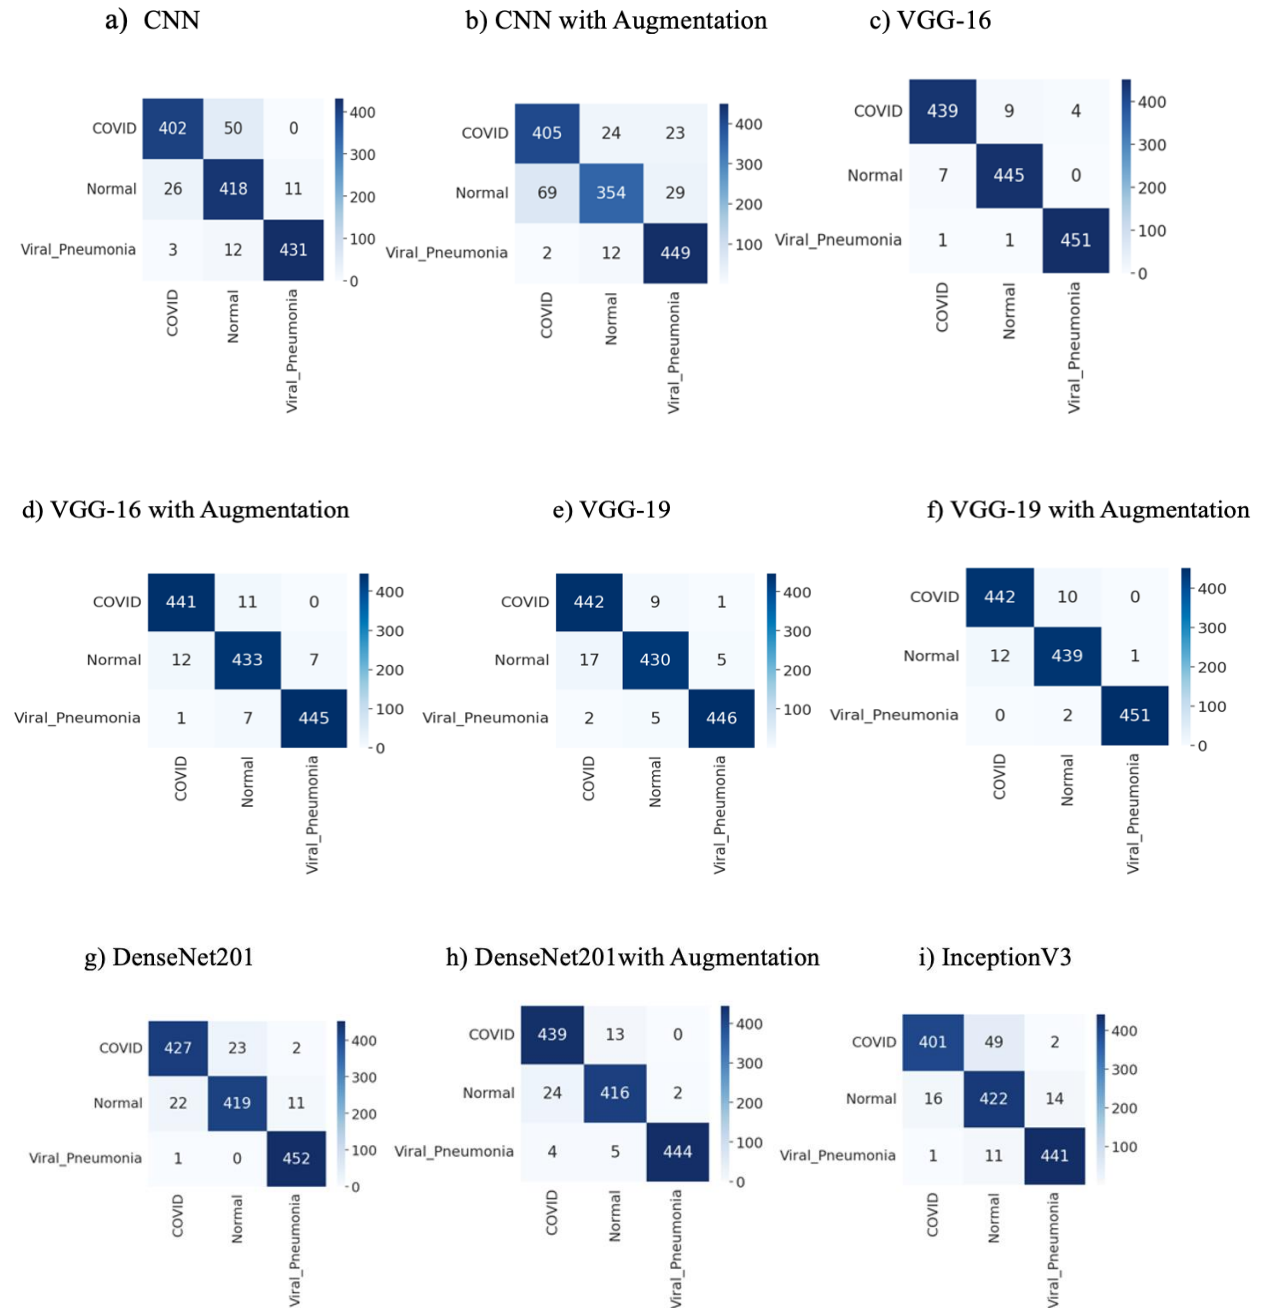 a) CNN
b) CNN with Augmentation
c) VGG-16
COVID 402 50 0
Normal 26 418 11
Viral_Pneumonia 3 12 431
COVID Normal Viral_Pneumonia
400
300
200
100
0
COVID 405 24 23
Normal 69 354 29
Viral_Pneumonia 2 12 449
COVID Normal Viral_Pneumonia
400
300
200
100
COVID 439 9 4
Normal 7 445 0
Viral_Pneumonia 1 1 451
COVID Normal Viral_Pneumonia
400
300
200
100
0
d) VGG-16 with Augmentation
e) VGG-19
f) VGG-19 with Augmentation
COVID 441 11 0
Normal 12 433 7
Viral_Pneumonia 1 7 445
COVID Normal Viral_Pneumonia
400
300
200
100
0
COVID 442 9 1
Normal 17 430 5
Viral_Pneumonia 2 5 446
COVID Normal Viral_Pneumonia
400
300
200
100
COVID 442 10 0
Normal 12 439 1
Viral_Pneumonia 0 2 451
COVID Normal Viral_Pneumonia
400
300
200
100
0
g) DenseNet201
h) DenseNet201with Augmentation
i) InceptionV3
COVID 427 23 2
Normal 22 419 11
Viral_Pneumonia 1 0 452
COVID Normal Viral_Pneumonia
400
300
200
100
0
COVID 439 13 0
Normal 24 416 2
Viral_Pneumonia 4 5 444
COVID Normal Viral_Pneumonia
400
300
200
100
0
COVID 401 49 2
Normal 16 422 14
Viral_Pneumonia 1 11 441
COVID Normal Viral_Pneumonia
400
300
200
100